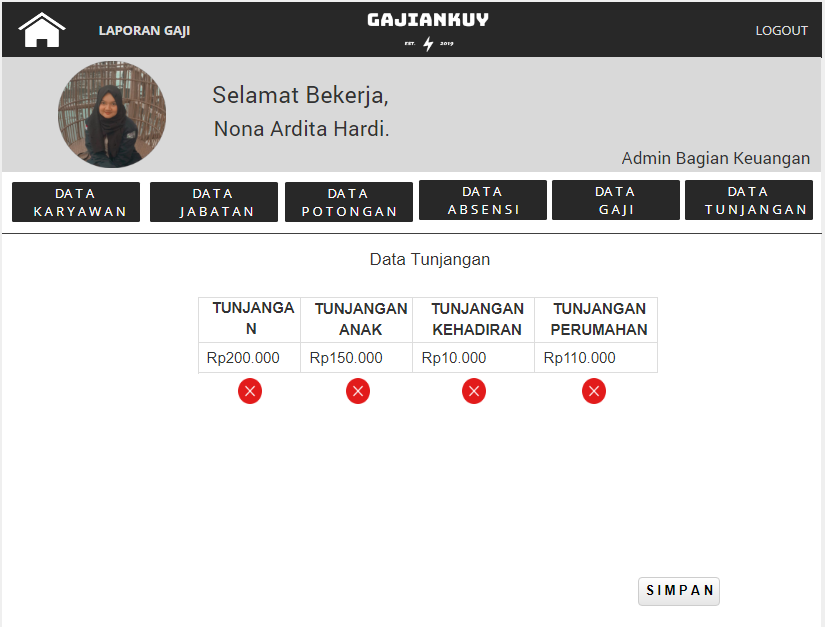 LAPORAN GAJI
GAJIANKUY
EST. 2019
LOGOUT
Selamat Bekerja,
Nona Ardita Hardi.
Admin Bagian Keuangan
DATA
KARYAWAN
DATA
JABATAN
DATA
POTONGAN
DATA
ABSENSI
DATA
GAJI
DATA
TUNJANGAN
Data Tunjangan
TUNJANGA
N
TUNJANGAN
ANAK
TUNJANGAN
KEHADIRAN
TUNJANGAN
PERUMAHAN
Rp200.000 Rp150.000 Rp10.000 Rp110.000
SIMPAN